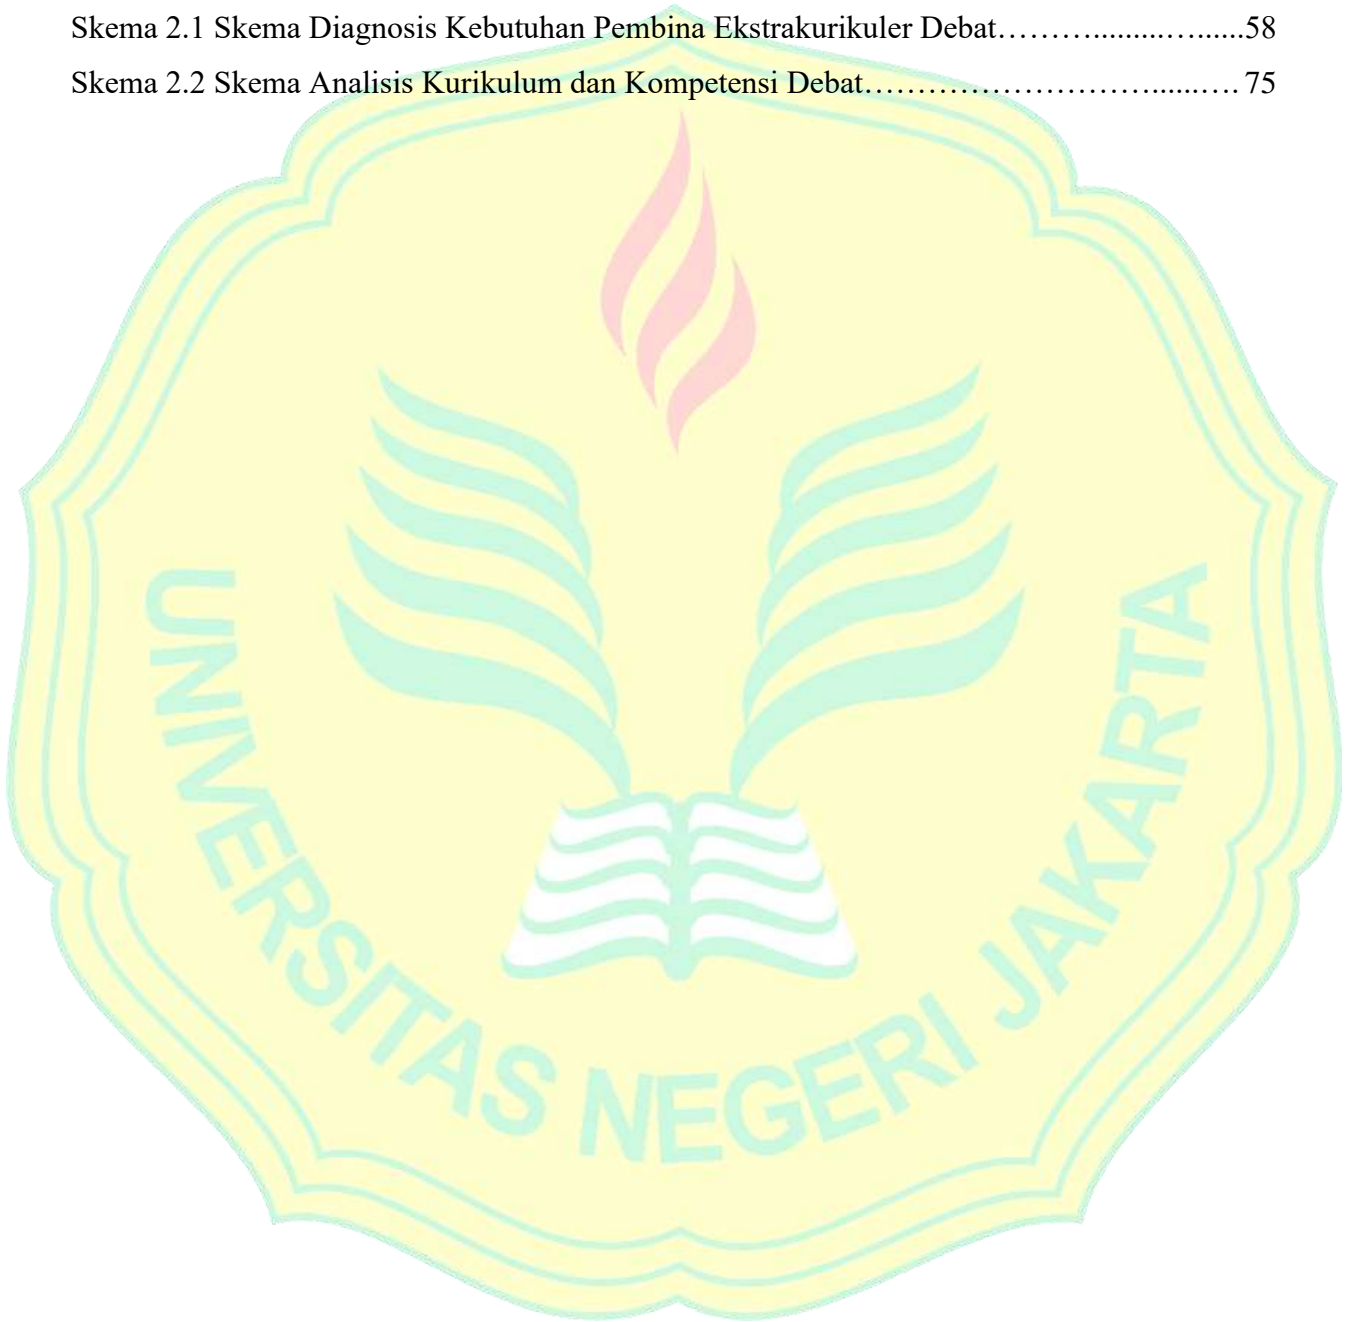 Skema 2.1 Skema Diagnosis Kebutuhan Pembina Ekstrakurikuler Debat……….........…......58
Skema 2.2 Skema Analisis Kurikulum dan Kompetensi Debat………………………......…. 75
UNIVERSITAS NEGERI JAKARTA